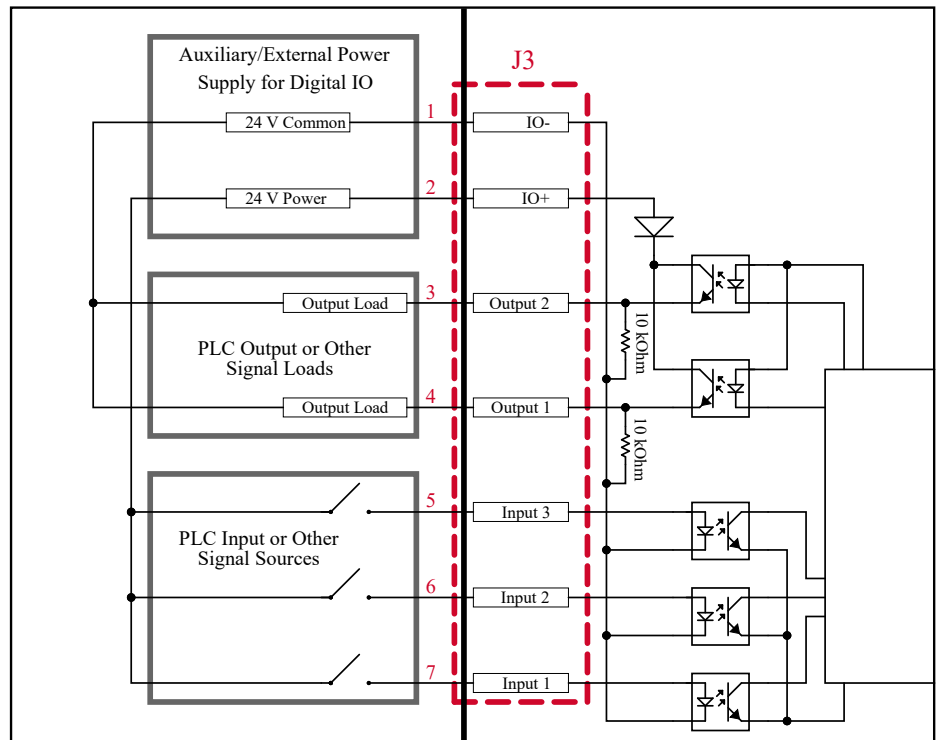 Auxiliary/External Power
Supply for Digital IO
J3
24 V Common
1
IO-
24 V Power
2
IO+
Output Load
3
Output 2
10 kOhm
PLC Output or Other
Signal Loads
Output Load
4
Output 1
10 kOhm
5
Input 3
PLC Input or Other
Signal Sources
6
Input 2
7
Input 1